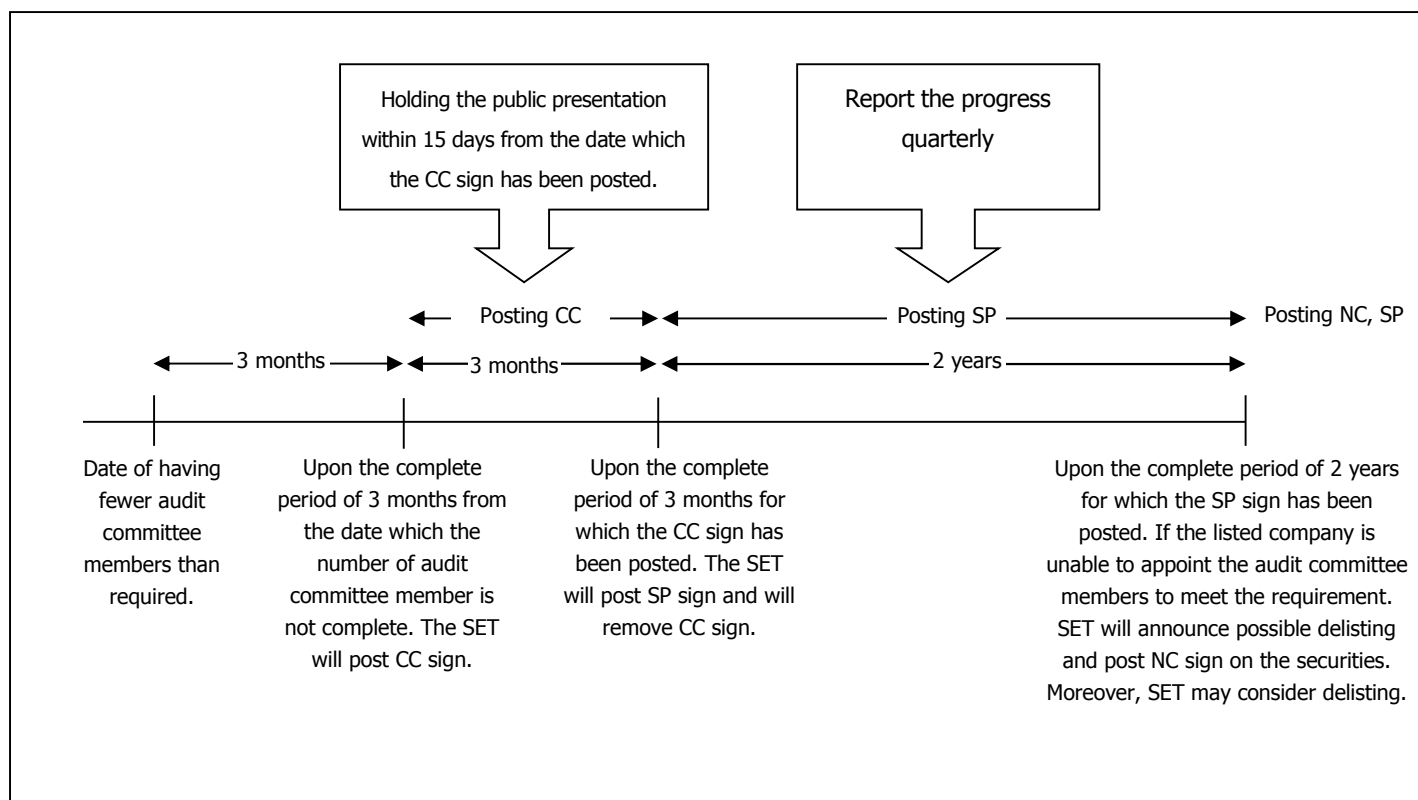 Holding the public presentation
within 15 days from the date which
the CC sign has been posted.
Report the progress
quarterly
Posting CC
Posting SP
Posting NC, SP
3 months
3 months
2 years
Date of having
fewer audit
committee
members than
required.
Upon the complete
period of 3 months from
the date which the
number of audit
committee member is
not complete. The SET
will post CC sign.
Upon the complete
period of 3 months for
which the CC sign has
been posted. The SET
will post SP sign and will
remove CC sign.
Upon the complete period of 2 years
for which the SP sign has been
posted. If the listed company is
unable to appoint the audit committee
members to meet the requirement.
SET will announce possible delisting
and post NC sign on the securities.
Moreover, SET may consider delisting.